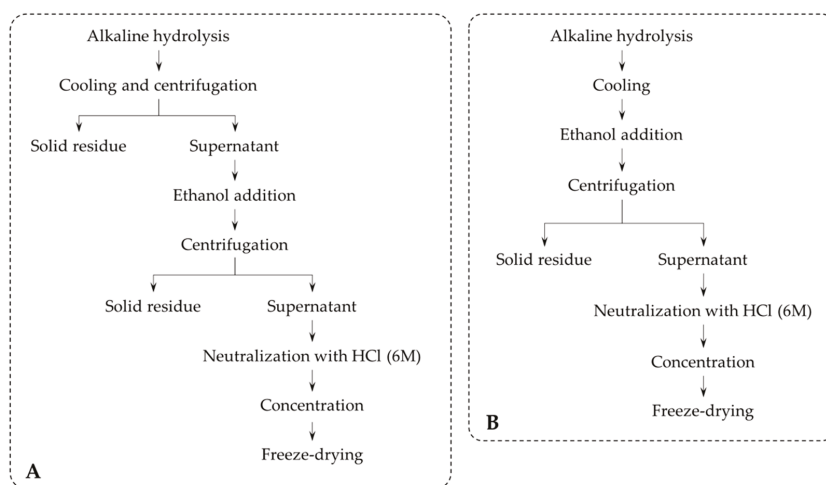 Alkaline hydrolysis
Cooling and centrifugation
Solid residue
Supernatant
Ethanol addition
Centrifugation
Solid residue
Supernatant
Neutralization with HCl (6M)
Concentration
Freeze-drying
A
Alkaline hydrolysis
Cooling
Ethanol addition
Centrifugation
Solid residue
Supernatant
Neutralization with HCl (6M)
Concentration
Freeze-drying
B